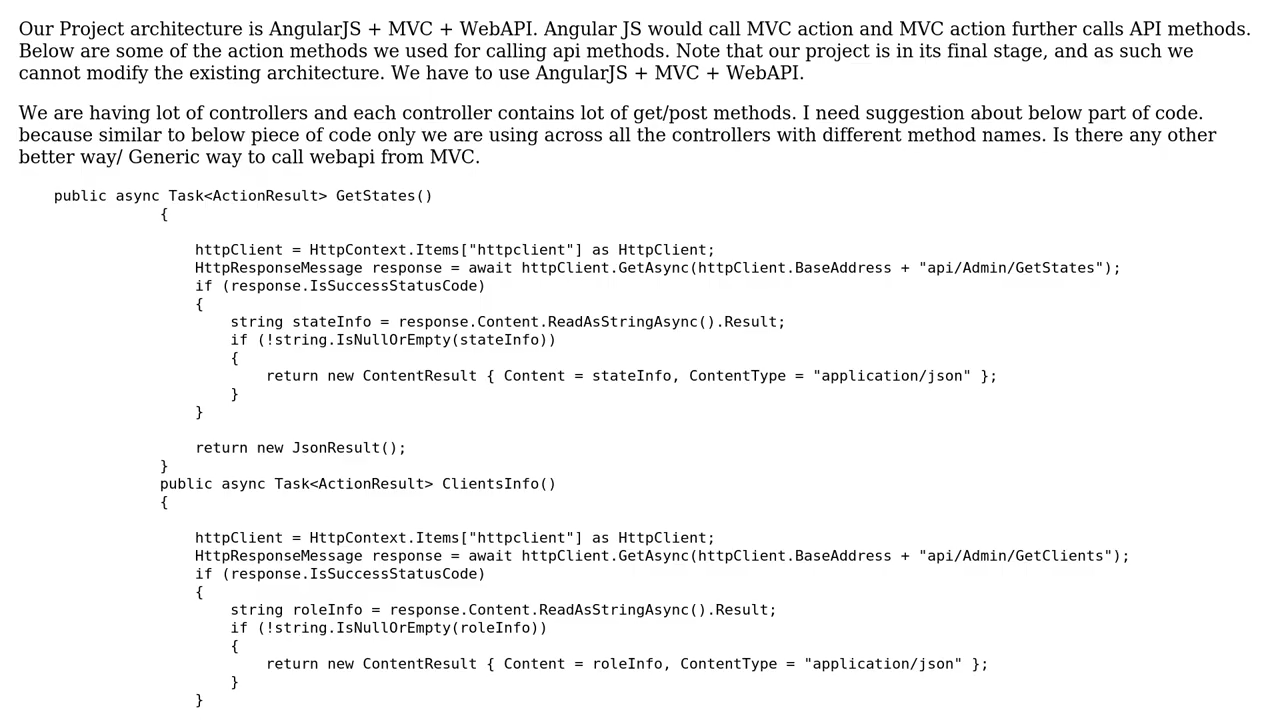 Our Project architecture is AngularJS + MVC + WebAPI. Angular JS would call MVC action and MVC action further calls API methods.
Below are some of the action methods we used for calling api methods. Note that our project is in its final stage, and as such we
cannot modify the existing architecture. We have to use AngularJS + MVC + WebAPI.
We are having lot of controllers and each controller contains lot of get/post methods. I need suggestion about below part of code.
because similar to below piece of code only we are using across all the controllers with different method names. Is there any other
better way/ Generic way to call webapi from MVC.
public async Task<ActionResult> GetStates()
{
httpClient = HttpContext.Items["httpclient"] as HttpClient;
HttpResponseMessage response = await httpClient.GetAsync(httpClient.BaseAddress + "api/Admin/GetStates");
if (response.IsSuccessStatusCode)
{
string stateInfo = response.Content.ReadAsStringAsync().Result;
if (!string.IsNullOrEmpty(stateInfo))
{
return new ContentResult { Content = stateInfo, ContentType = "application/json" };
}
}
return new JsonResult();
}
public async Task<ActionResult> ClientsInfo()
{
httpClient = HttpContext.Items["httpclient"] as HttpClient;
HttpResponseMessage response = await httpClient.GetAsync(httpClient.BaseAddress + "api/Admin/GetClients");
if (response.IsSuccessStatusCode)
{
string roleInfo = response.Content.ReadAsStringAsync().Result;
if (!string.IsNullOrEmpty(roleInfo))
{
return new ContentResult { Content = roleInfo, ContentType = "application/json" };
}
}